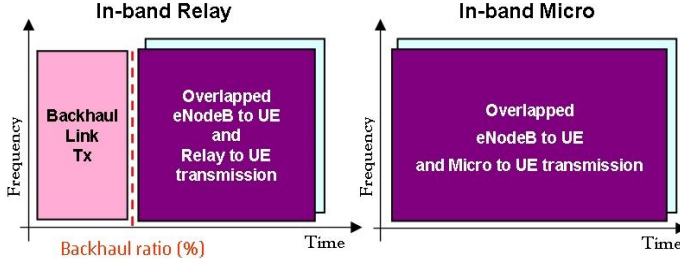 In-band Relay
Frequency
Backhaul
Link
Tx
Overlapped
eNodeB to UE
and
Relay to UE
transmission
Backhaul ratio (%)
Time
In-band Micro
Frequency
Overlapped
eNodeB to UE
and Micro to UE transmission
Time